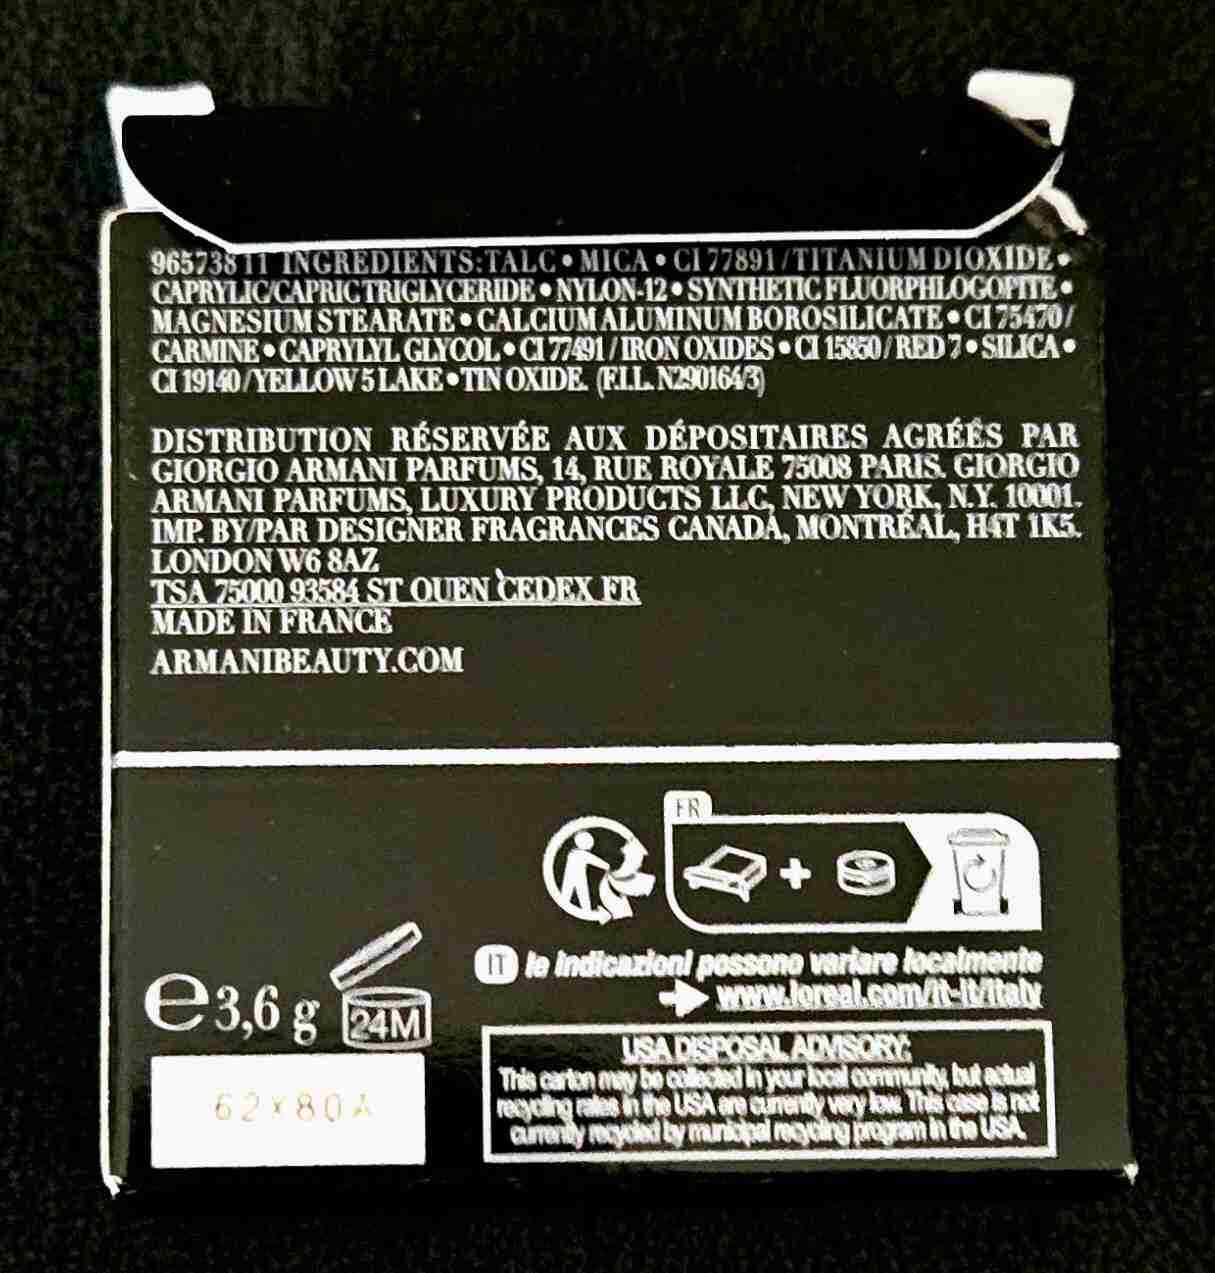 96573811 INGREDIENTS: TALC • MICA • CI 77891 / TITANIUM DIOXIDE •
CAPRYLIC/CAPRIC TRIGLYCERIDE • NYLON-12 • SYNTHETIC FLUORPHLOGOPITE •
MAGNESIUM STEARATE • CALCIUM ALUMINUM BOROSILICATE • CI 75470 /
CARMINE • CAPRYLYL GLYCOL • CI 77491 / IRON OXIDES • CI 15850 / RED 7 • SILICA •
CI 19140 / YELLOW 5 LAKE • TIN OXIDE. (F.I.L. N290164/3)
DISTRIBUTION RÉSERVÉE AUX DÉPOSITAIRES AGRÉÉS PAR
GIORGIO ARMANI PARFUMS, 14, RUE ROYALE 75008 PARIS. GIORGIO
ARMANI PARFUMS, LUXURY PRODUCTS LLC, NEW YORK, N.Y. 10001.
IMP. BY/PAR DESIGNER FRAGRANCES CANADA, MONTRÉAL, H4T 1K5.
LONDON W6 8AZ
TSA 75000 93584 ST OUEN CEDEX FR
MADE IN FRANCE
ARMANIBEAUTY.COM
FR
IT le indicazioni possono variare localmente
www.loreal.com/it-it/italy
e 3,6 g 24M
62X80A
USA DISPOSAL ADVISORY:
This carton may be collected in your local community, but actual
recycling rates in the USA are currently very low. This case is not
currently recycled by municipal recycling program in the USA.